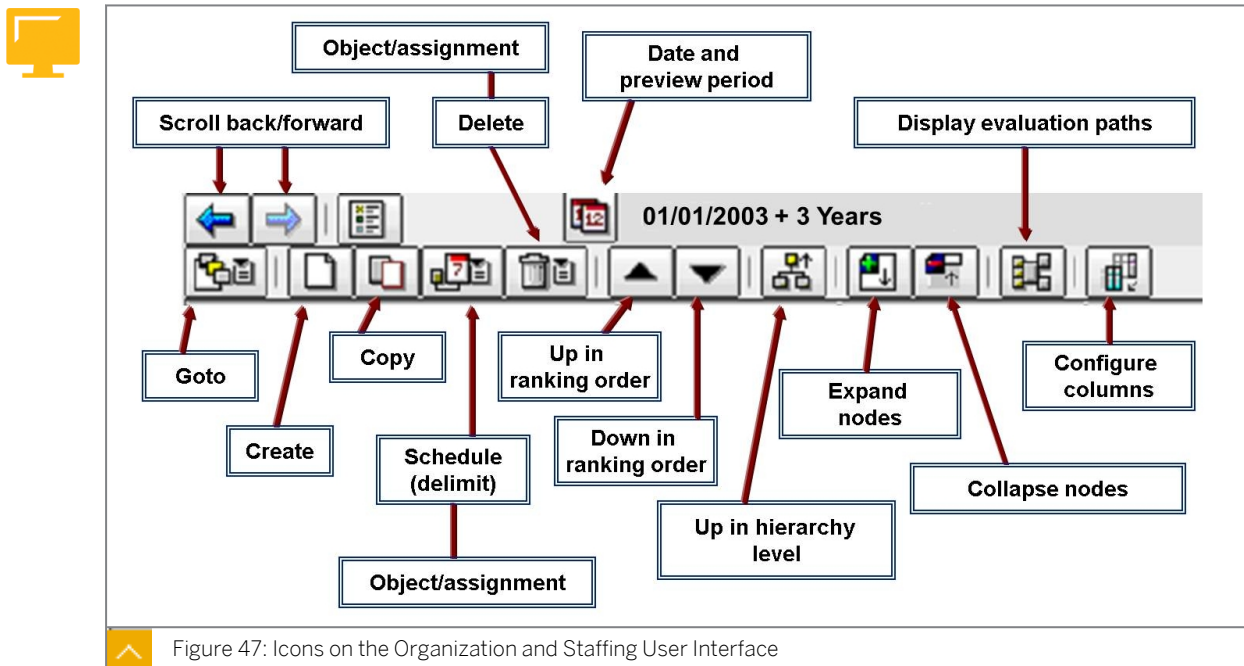 Object/assignment
Date and
preview period
Scroll back/forward
Delete
Display evaluation paths
01/01/2003 + 3 Years
Goto
Copy
Up in
ranking order
Configure
columns
Expand
nodes
Create
Schedule
(delimit)
Down in
ranking order
Collapse nodes
Up in hierarchy
level
Object/assignment
Figure 47: Icons on the Organization and Staffing User Interface